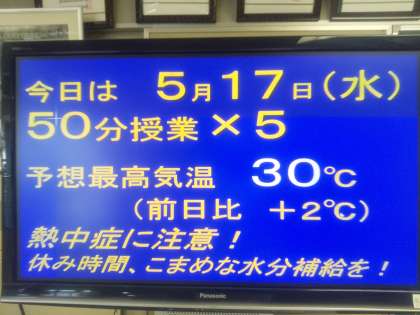 今日は 5月17日(水)
50分授業×5
予想最高気温 30℃
(前日比 +2℃)
熱中症に注意!
休み時間、こまめな水分補給を!
Panasonic